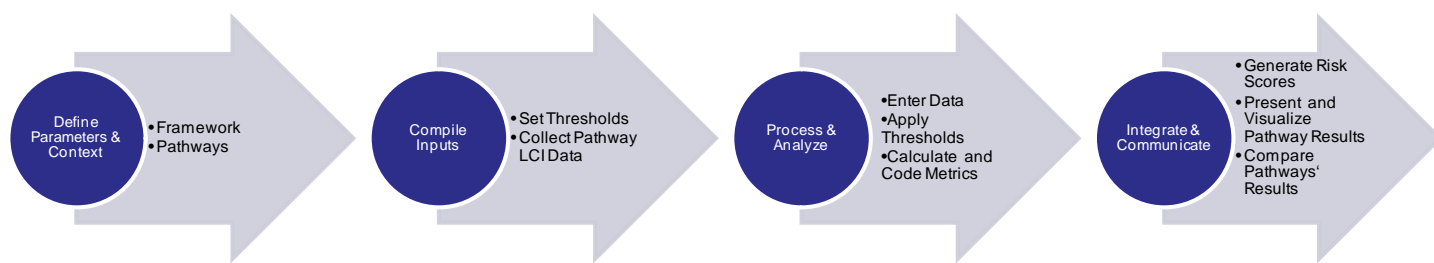 Define
Parameters &
Context
•Framework
•Pathways
Compile
Inputs
•Set Thresholds
•Collect Pathway
LCI Data
Process &
Analyze
•Enter Data
•Apply
Thresholds
•Calculate and
Code Metrics
Integrate &
Communicate
•Generate Risk
Scores
•Present and
Visualize
Pathway Results
•Compare
Pathways‘
Results